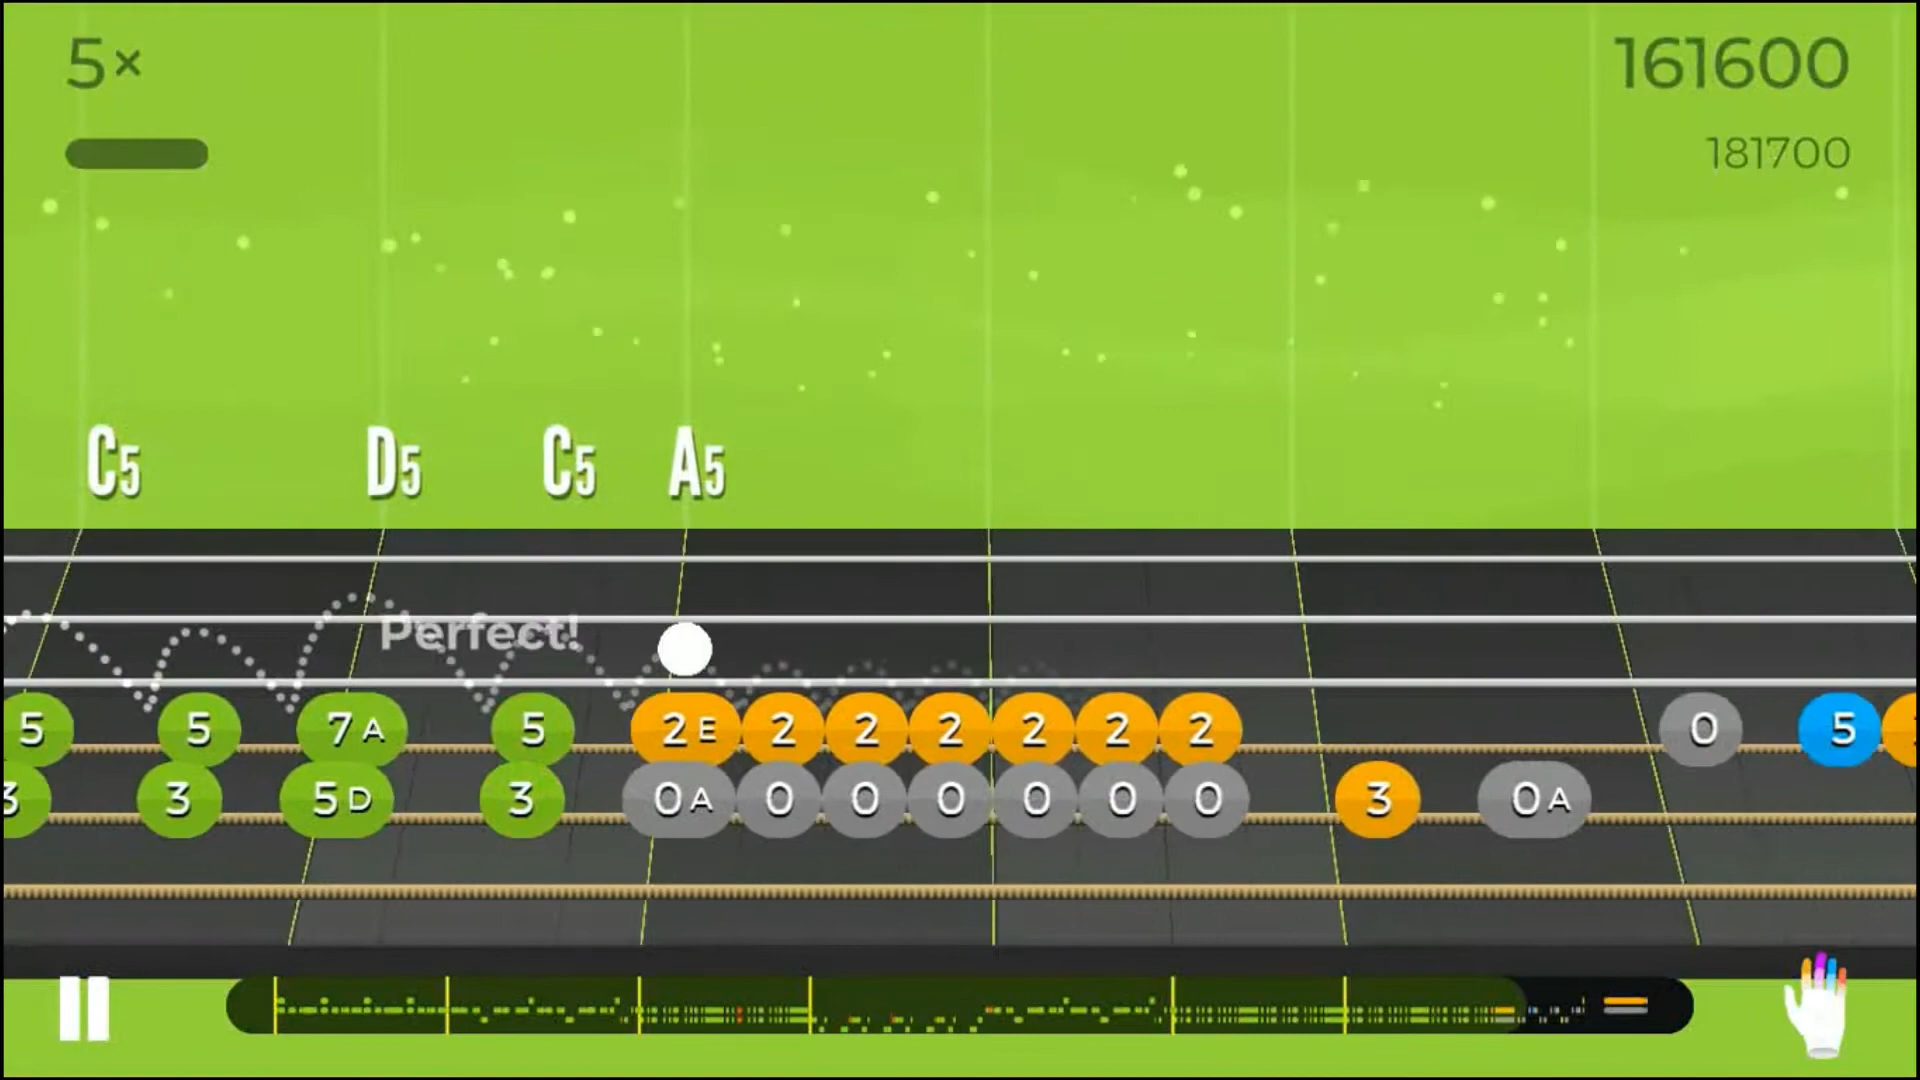 5× 161600
181700
C5 D5 C5 A5
Perfect!
5 5 7A 5 2E 2 2 2 2 2 2 0 5
3 3 5D 3 0A 0 0 0 0 0 0 3 0A